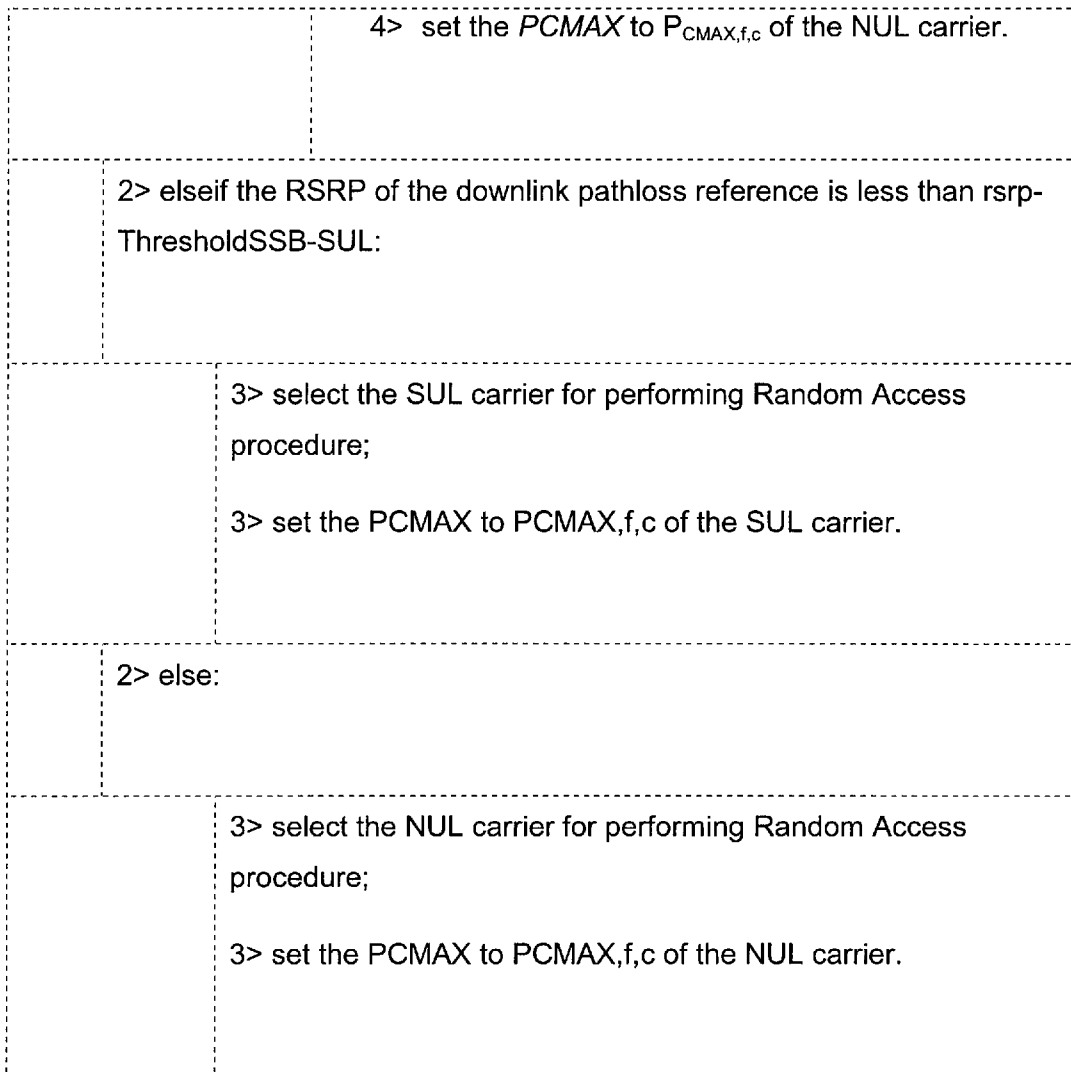 4> set the PCMAX to PCMAX,f,c of the NUL carrier.
2> elseif the RSRP of the downlink pathloss reference is less than rsrp-
ThresholdSSB-SUL:
3> select the SUL carrier for performing Random Access
procedure;
3> set the PCMAX to PCMAX,f,c of the SUL carrier.
2> else:
3> select the NUL carrier for performing Random Access
procedure;
3> set the PCMAX to PCMAX,f,c of the NUL carrier.